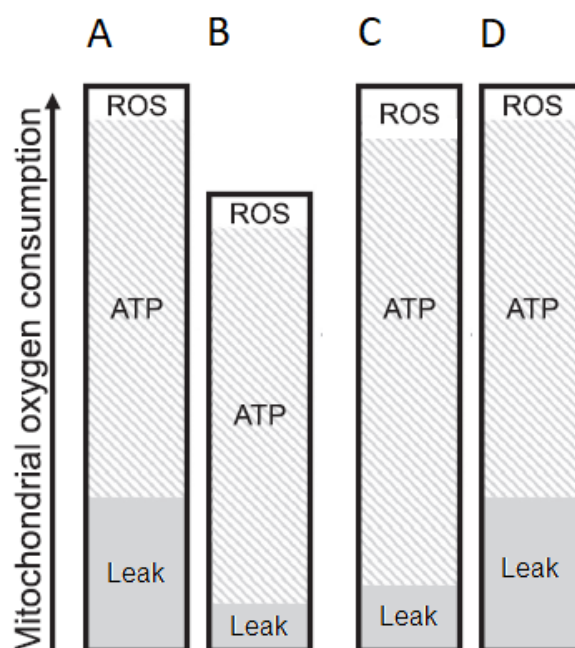 A B C D
Mitochondrial oxygen consumption
ROS ROS ROS ROS
ATP ATP ATP ATP
Leak Leak Leak Leak